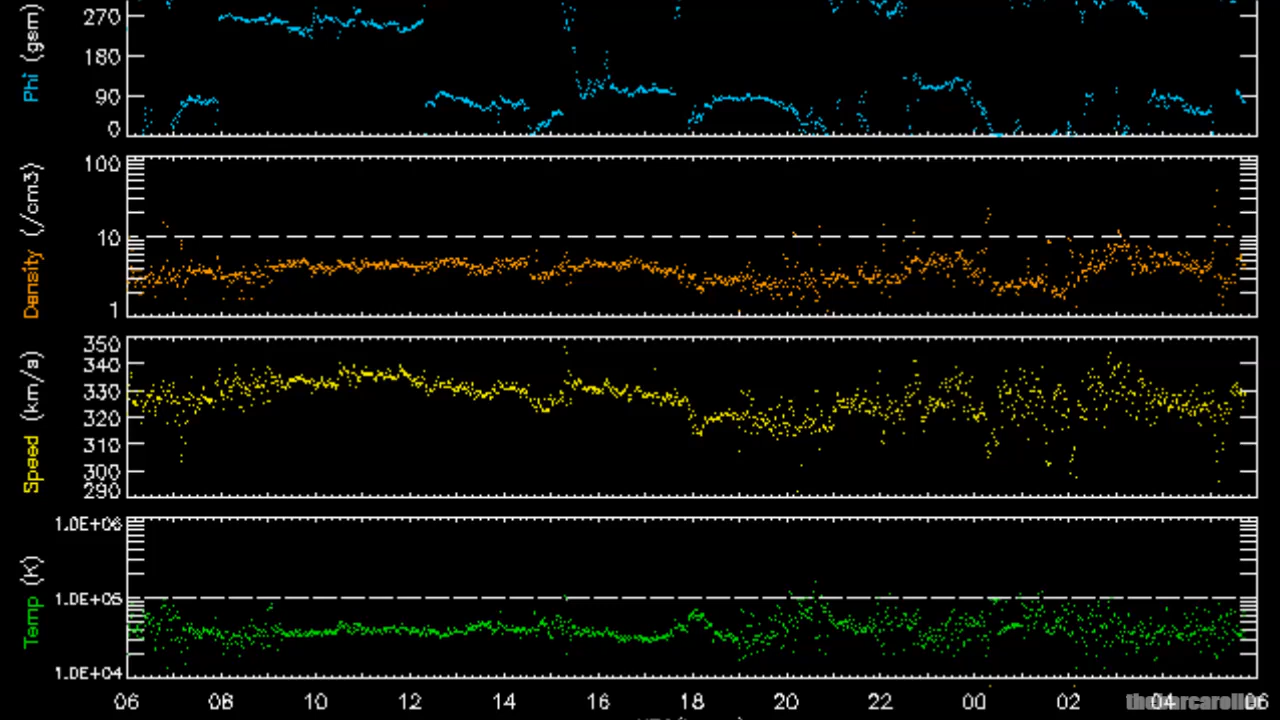 Phi (gsm)
270
180
90
0
Density (/cm3)
100
10
1
Speed (km/s)
350
340
330
320
310
300
290
Temp (K)
1.0E+06
1.0E+05
1.0E+04
06 08 10 12 14 16 18 20 22 00 02 04 06